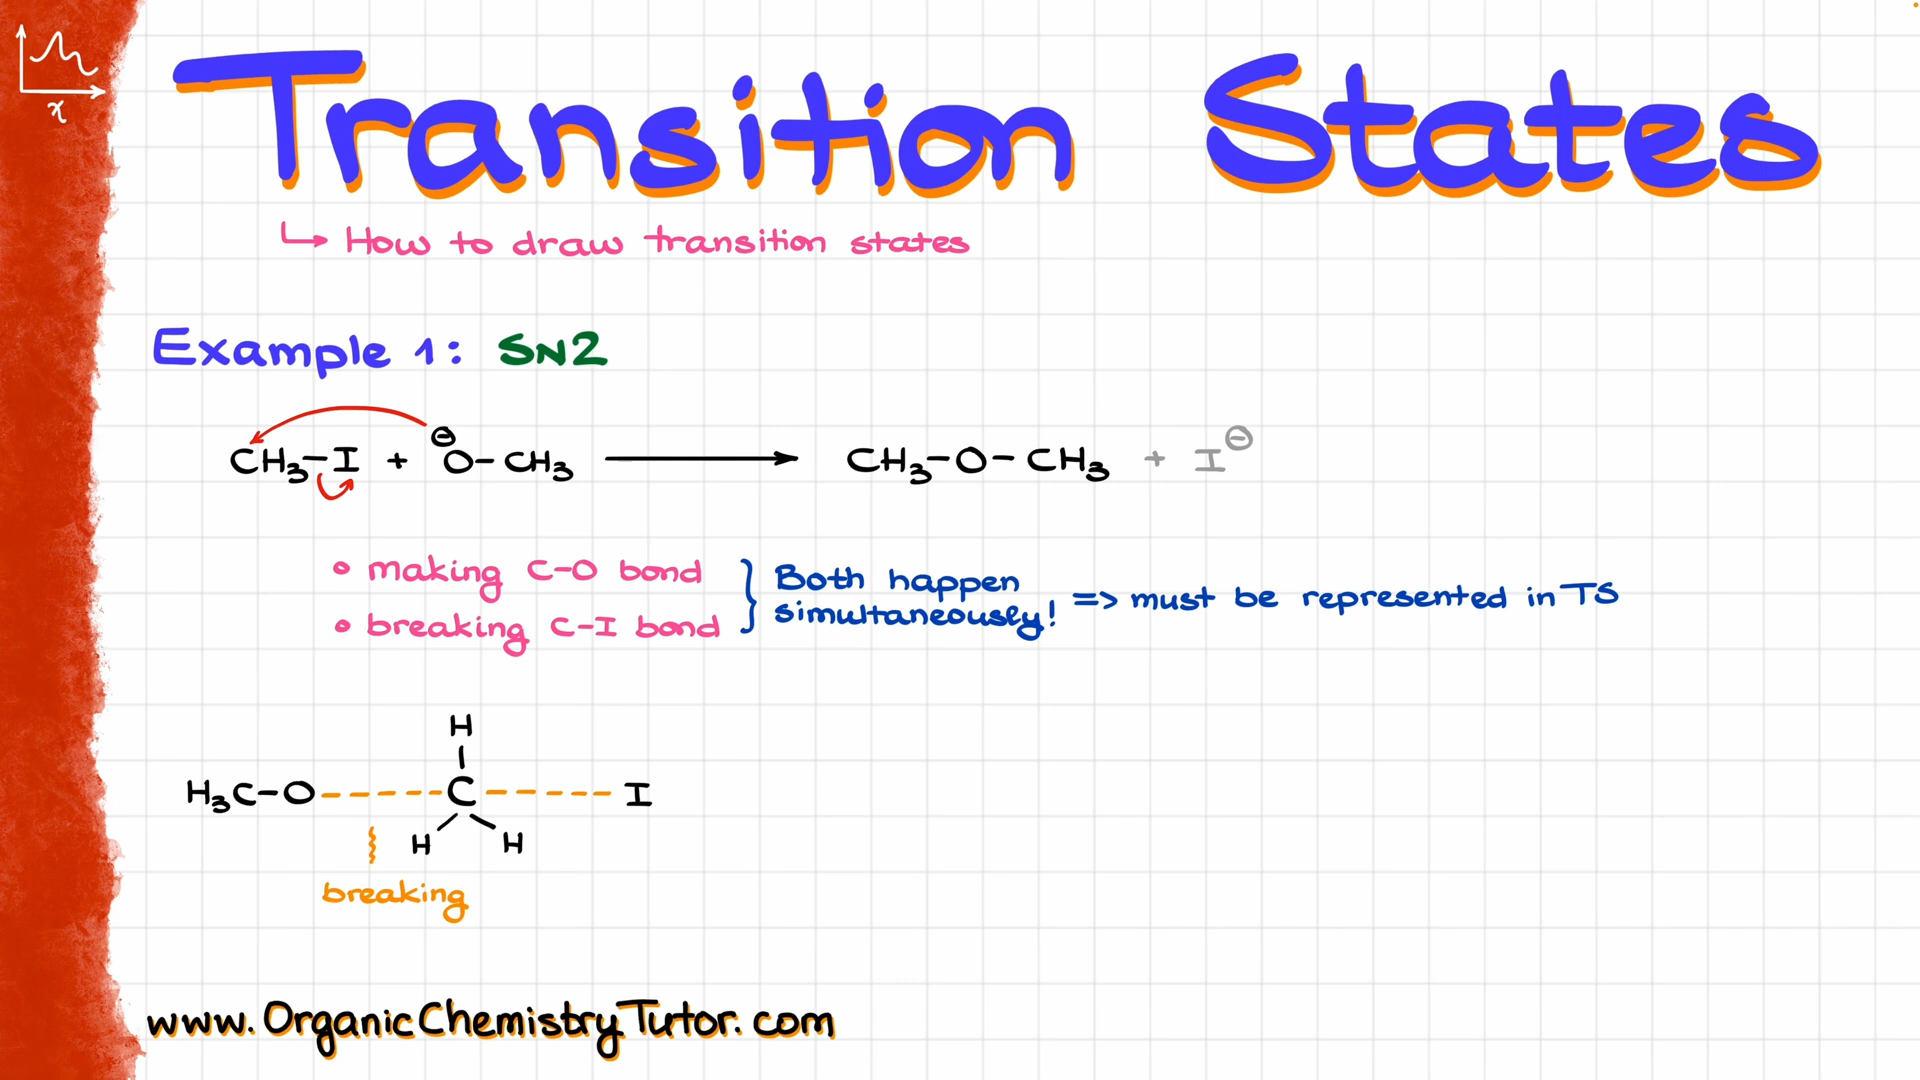 x
Transition States
↳ How to draw transition states
Example 1: SN2
CH₃–I + ⊖O–CH₃ ⟶ CH₃–O–CH₃ + I⊖
• making C–O bond
• breaking C–I bond
Both happen
simultaneously!
=> must be represented in TS
H
H₃C–O------C------I
H H
breaking
www.OrganicChemistryTutor.com